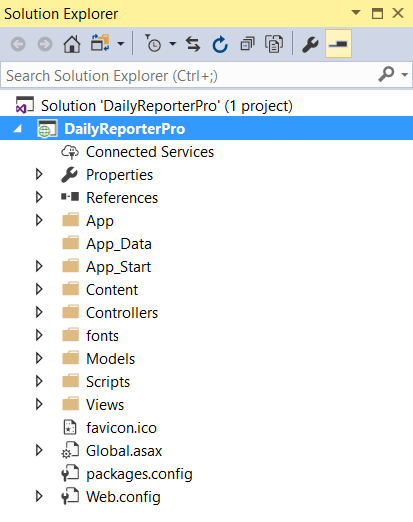 Solution Explorer
Search Solution Explorer (Ctrl+;)
Solution 'DailyReporterPro' (1 project)
DailyReporterPro
Connected Services
Properties
References
App
App_Data
App_Start
Content
Controllers
fonts
Models
Scripts
Views
favicon.ico
Global.asax
packages.config
Web.config